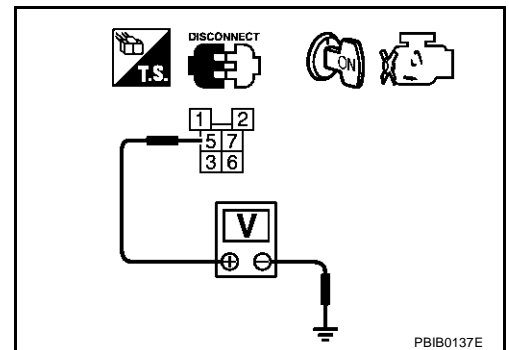 DISCONNECT
T.S.
ON
1 2
5 7
3 6
V
+ −
PBIB0137E